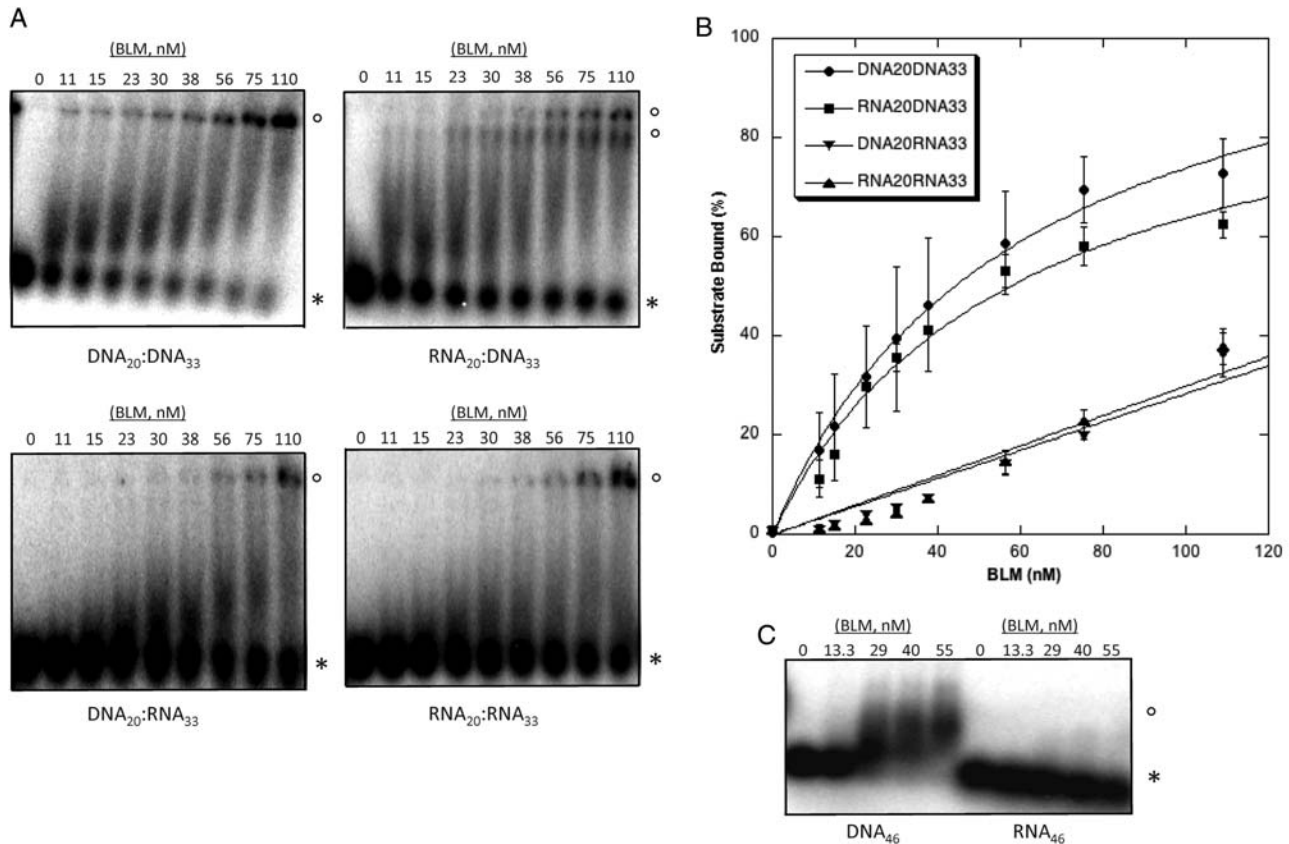 A
(BLM, nM)
0 11 15 23 30 38 56 75 110
DNA20:DNA33
(BLM, nM)
0 11 15 23 30 38 56 75 110
RNA20:DNA33
(BLM, nM)
0 11 15 23 30 38 56 75 110
*
DNA20:RNA33
(BLM, nM)
0 11 15 23 30 38 56 75 110
*
RNA20:RNA33
B
100
80
60
40
20
0
Substrate Bound (%)
DNA20DNA33
RNA20DNA33
DNA20RNA33
RNA20RNA33
0 20 40 60 80 100 120
BLM (nM)
C
(BLM, nM)
0 13.3 29 40 55
(BLM, nM)
0 13.3 29 40 55
*
DNA46
RNA46